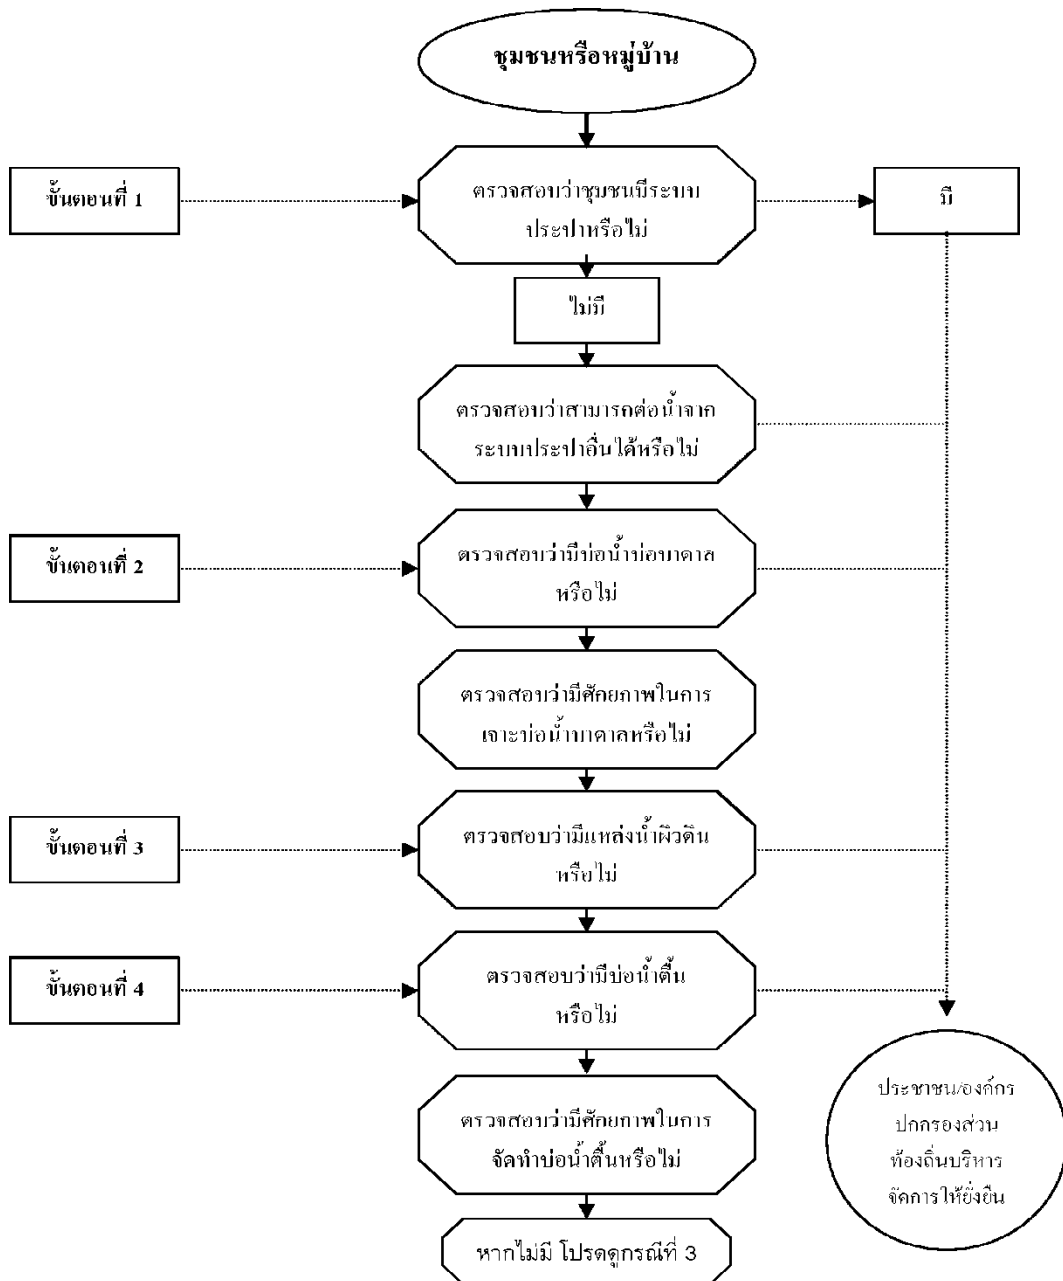 ชุมชนหรือหมู่บ้าน
ขั้นตอนที่ 1
ตรวจสอบว่าชุมชนมีระบบ
ประปาหรือไม่
มี
ไม่มี
ตรวจสอบว่าสามารถต่อน้ำจาก
ระบบประปาอื่นได้หรือไม่
ขั้นตอนที่ 2
ตรวจสอบว่ามีบ่อน้ำบ่อบาดาล
หรือไม่
ตรวจสอบว่ามีศักยภาพในการ
เจาะบ่อน้ำบาดาลหรือไม่
ขั้นตอนที่ 3
ตรวจสอบว่ามีแหล่งน้ำผิวดิน
หรือไม่
ขั้นตอนที่ 4
ตรวจสอบว่ามีบ่อน้ำตื้น
หรือไม่
ตรวจสอบว่ามีศักยภาพในการ
จัดทำบ่อน้ำตื้นหรือไม่
ประชาชน/องค์กร
ปกครองส่วน
ท้องถิ่นบริหาร
จัดการให้ยั่งยืน
หากไม่มี โปรดดูกรณีที่ 3